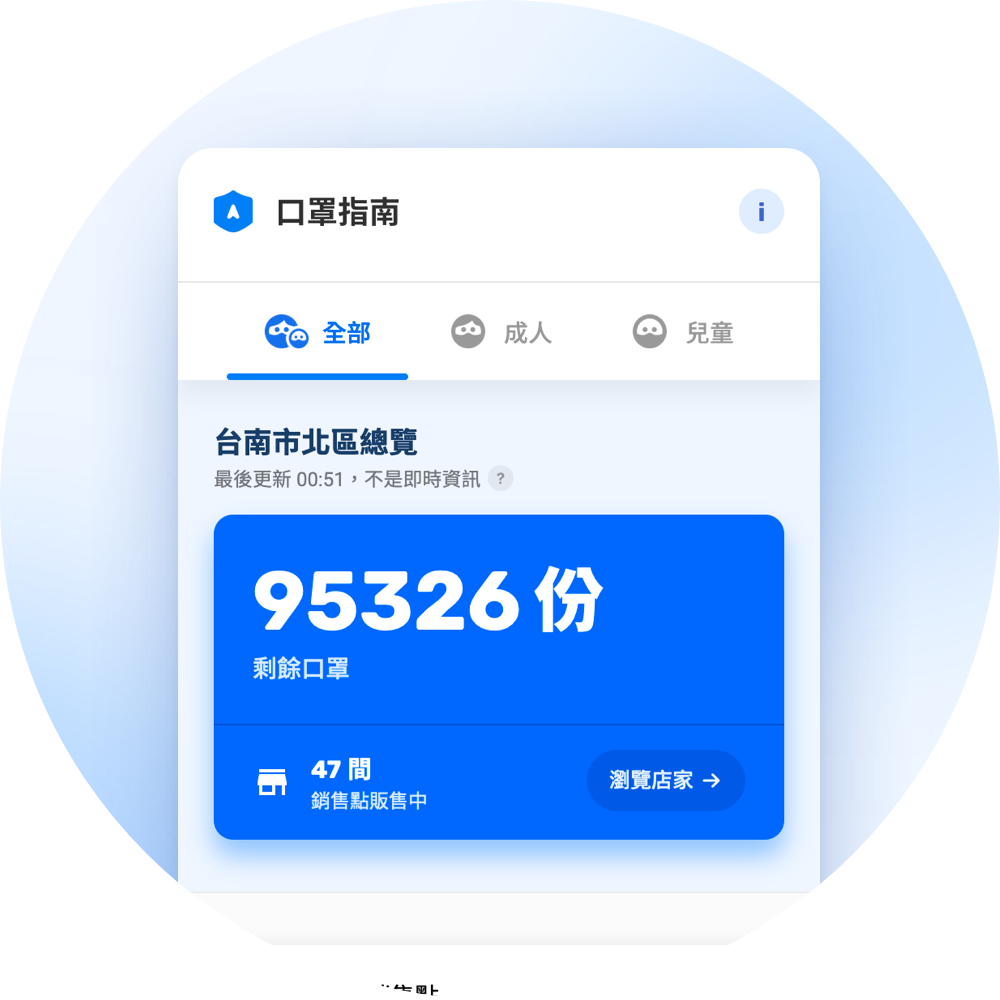 口罩指南
i
全部
成人
兒童
台南市北區總覽
最後更新 00:51，不是即時資訊 ?
95326 份
剩餘口罩
47 間
銷售點販售中
瀏覽店家 →